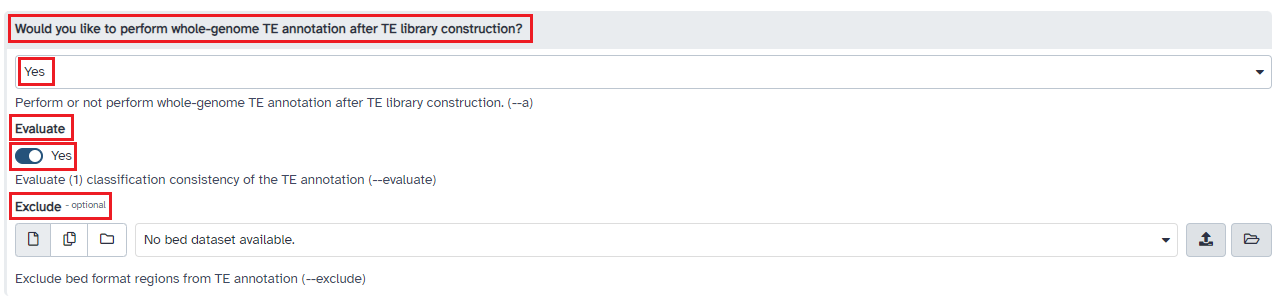 Would you like to perform whole-genome TE annotation after TE library construction?
Yes
Perform or not perform whole-genome TE annotation after TE library construction. (--a)
Evaluate
Yes
Evaluate (1) classification consistency of the TE annotation (--evaluate)
Exclude - optional
No bed dataset available.
Exclude bed format regions from TE annotation (--exclude)